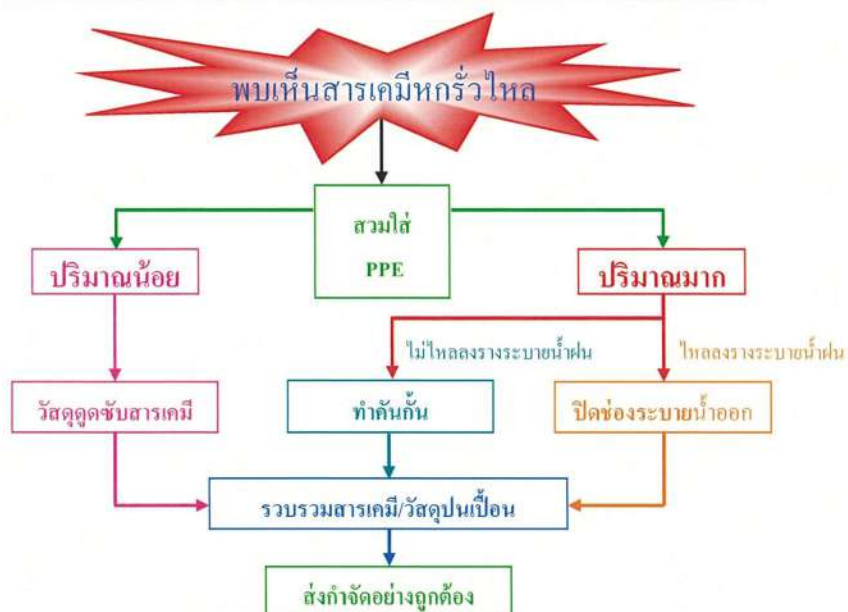 พบเห็นสารเคมีหกรั่วไหล
สวมใส่
PPE
ปริมาณน้อย
ปริมาณมาก
ไม่ไหลลงรางระบายน้ำฝน
ไหลลงรางระบายน้ำฝน
วัสดุดูดซับสารเคมี
ทำคันกั้น
ปิดช่องระบายน้ำออก
รวบรวมสารเคมี/วัสดุปนเปื้อน
ส่งกำจัดอย่างถูกต้อง